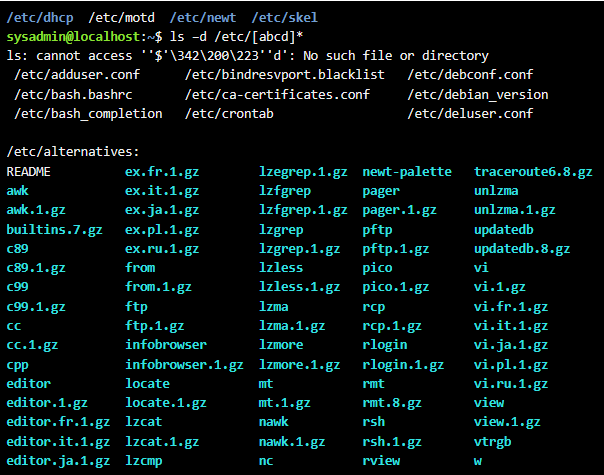 /etc/dhcp /etc/motd /etc/newt /etc/skel
sysadmin@localhost:~$ ls –d /etc/[abcd]*
ls: cannot access ''$'\342\200\223''d': No such file or directory
/etc/adduser.conf /etc/bindresvport.blacklist /etc/debconf.conf
/etc/bash.bashrc /etc/ca-certificates.conf /etc/debian_version
/etc/bash_completion /etc/crontab /etc/deluser.conf

/etc/alternatives:
README ex.fr.1.gz lzegrep.1.gz newt-palette traceroute6.8.gz
awk ex.it.1.gz lzfgrep pager unlzma
awk.1.gz ex.ja.1.gz lzfgrep.1.gz pager.1.gz unlzma.1.gz
builtins.7.gz ex.pl.1.gz lzgrep pftp updatedb
c89 ex.ru.1.gz lzgrep.1.gz pftp.1.gz updatedb.8.gz
c89.1.gz from lzless pico vi
c99 from.1.gz lzless.1.gz pico.1.gz vi.1.gz
c99.1.gz ftp lzma rcp vi.fr.1.gz
cc ftp.1.gz lzma.1.gz rcp.1.gz vi.it.1.gz
cc.1.gz infobrowser lzmore rlogin vi.ja.1.gz
cpp infobrowser.1.gz lzmore.1.gz rlogin.1.gz vi.pl.1.gz
editor locate mt rmt vi.ru.1.gz
editor.1.gz locate.1.gz mt.1.gz rmt.8.gz view
editor.fr.1.gz lzcat nawk rsh view.1.gz
editor.it.1.gz lzcat.1.gz nawk.1.gz rsh.1.gz vtrgb
editor.ja.1.gz lzcmp nc rview w